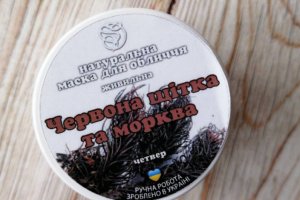 натуральна
маска для обличчя
живильна
Червона щітка
та морква
четвер
РУЧНА РОБОТА
ЗРОБЛЕНО В УКРАЇНІ